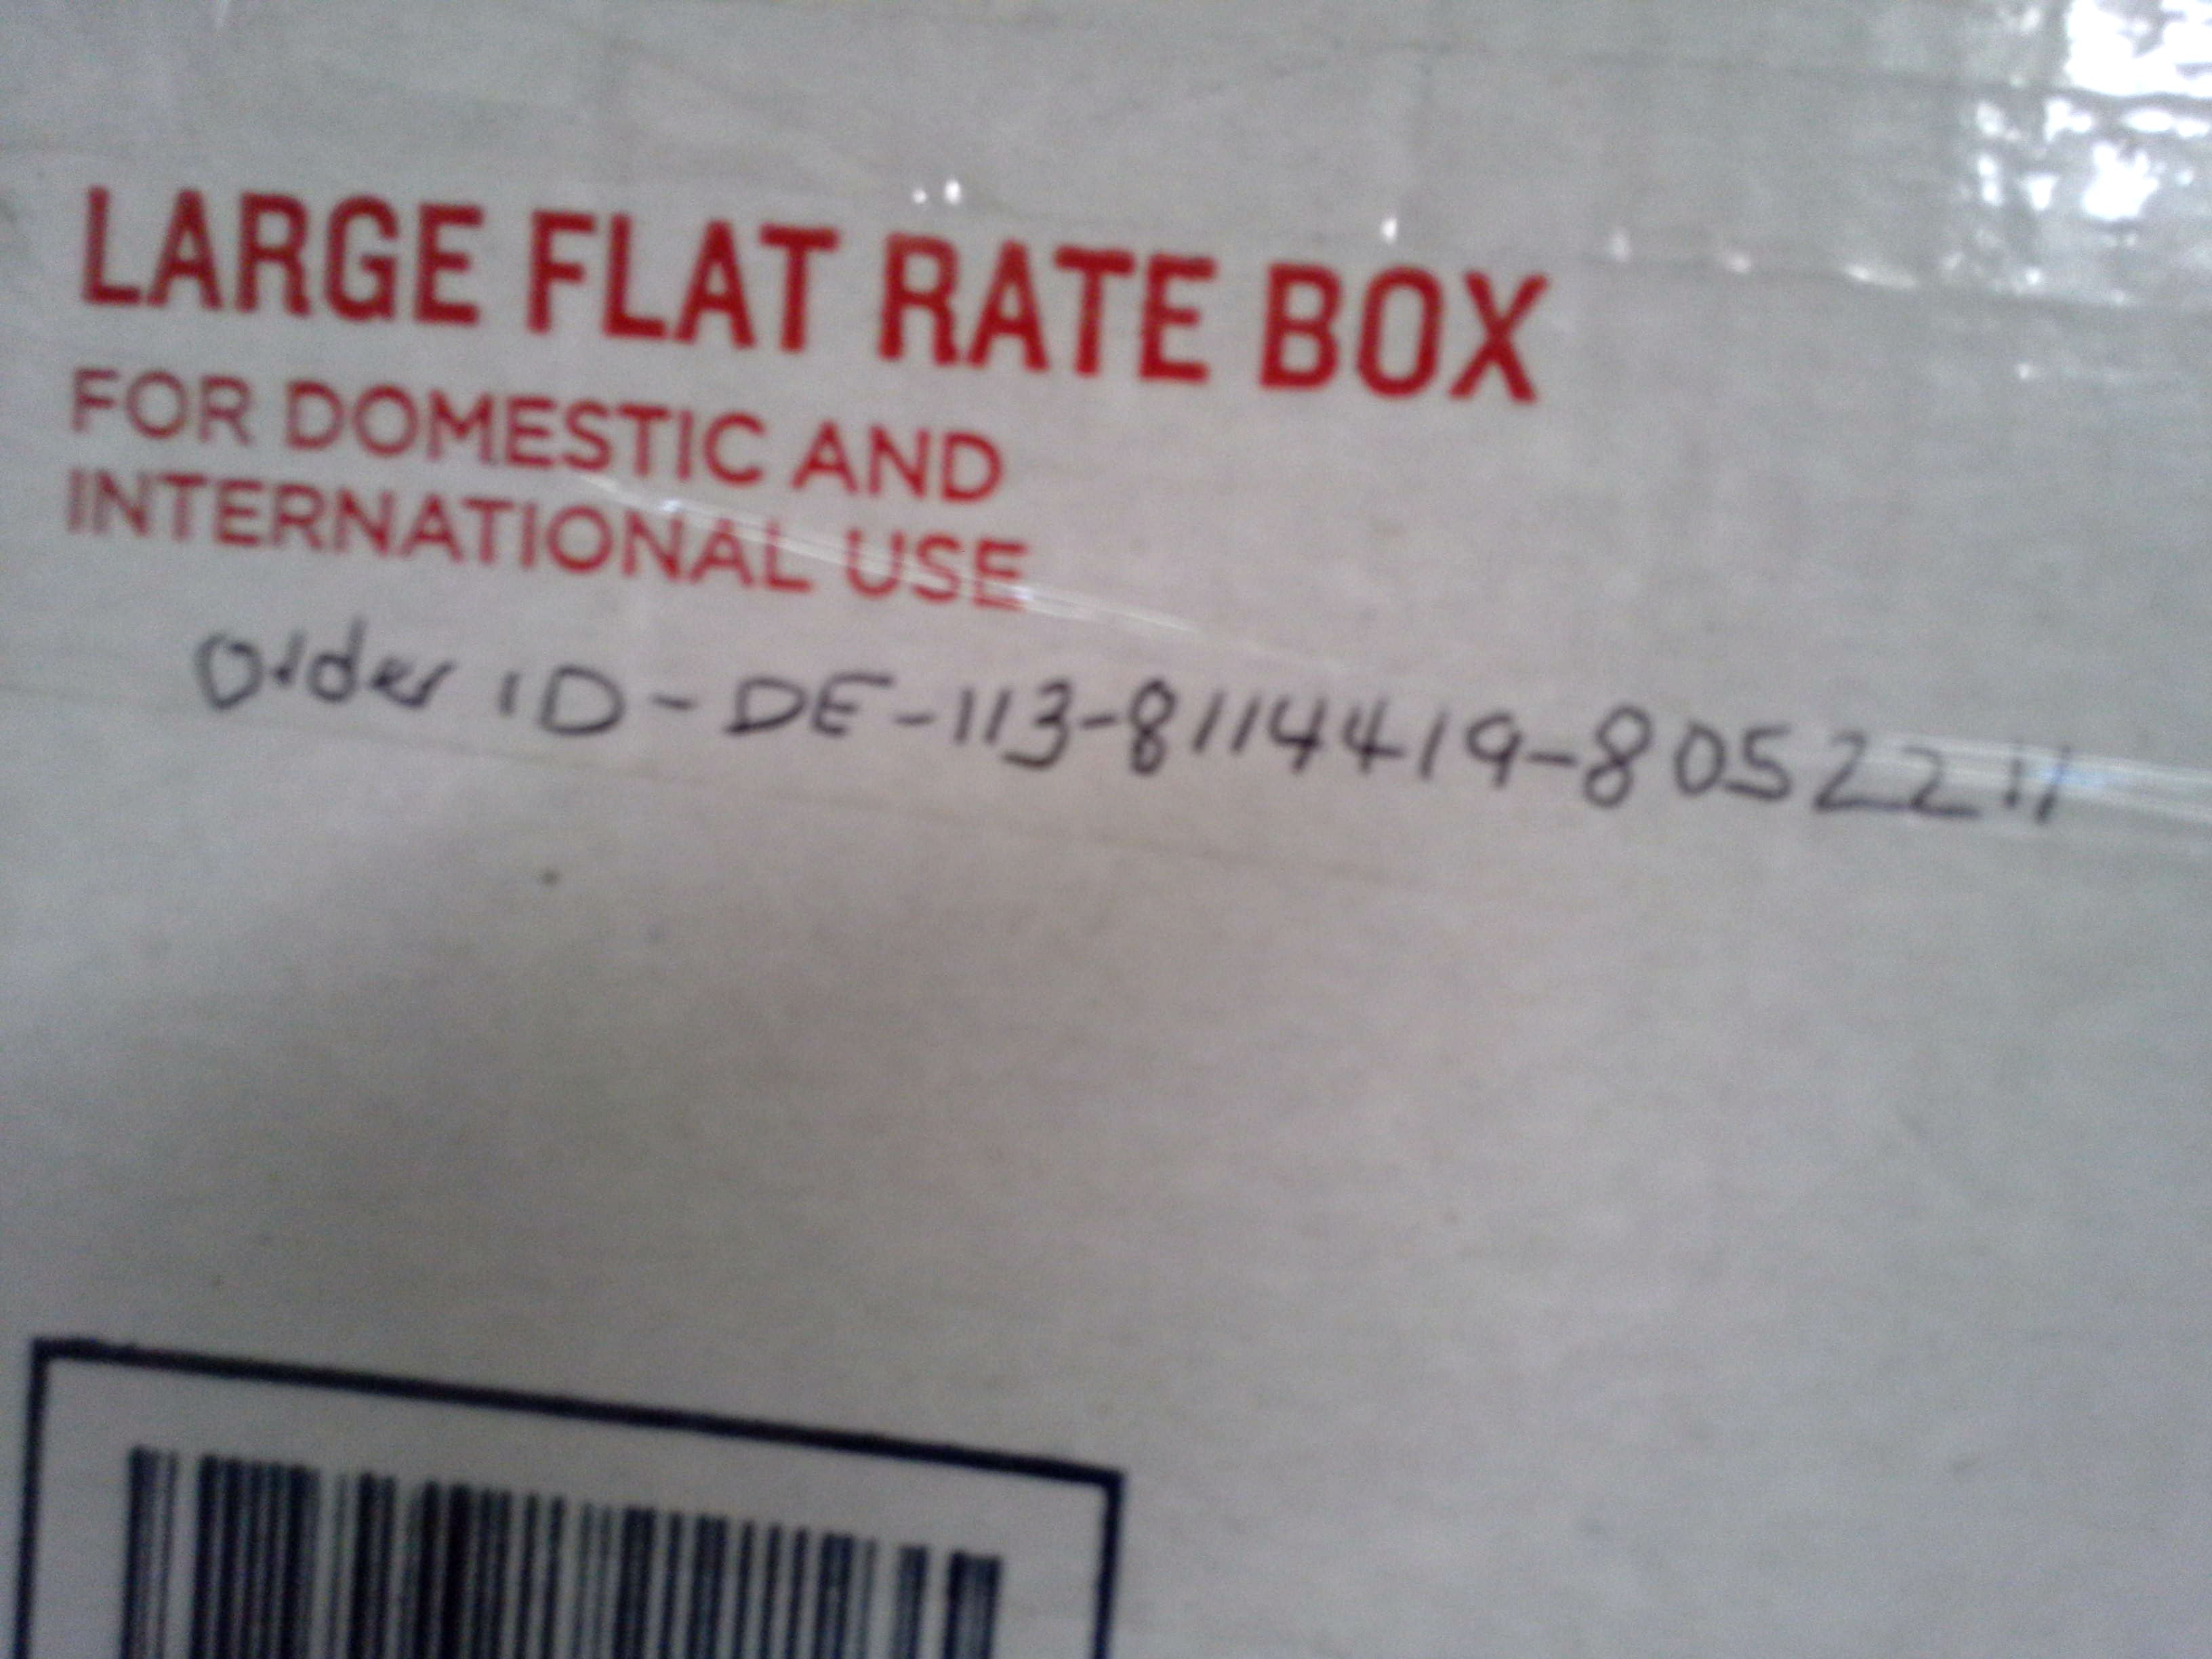 LARGE FLAT RATE BOX
FOR DOMESTIC AND
INTERNATIONAL USE
Order ID-DE-113-8114419-8052211